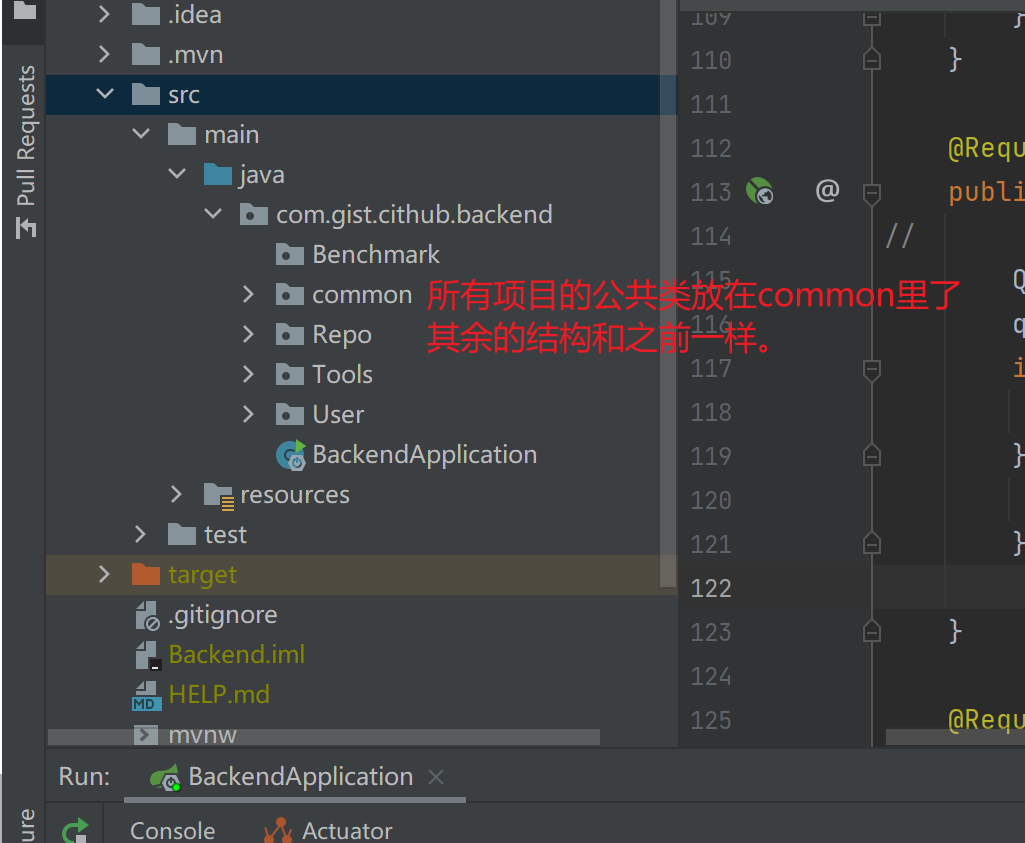 .idea
.mvn
src
main
java
com.gist.cithub.backend
Benchmark
common
所有项目的公共类放在common里了
其余的结构和之前一样。
Repo
Tools
User
BackendApplication
resources
test
target
.gitignore
Backend.iml
HELP.md
mvnw
Pull Requests
ure
109 }
110 }
111
112 @Requ
113 @ publi
114 //
115 Q
116 q
117 i
118
119 }
120
121 }
122
123 }
124
125 @Requ
Run: BackendApplication
Console Actuator